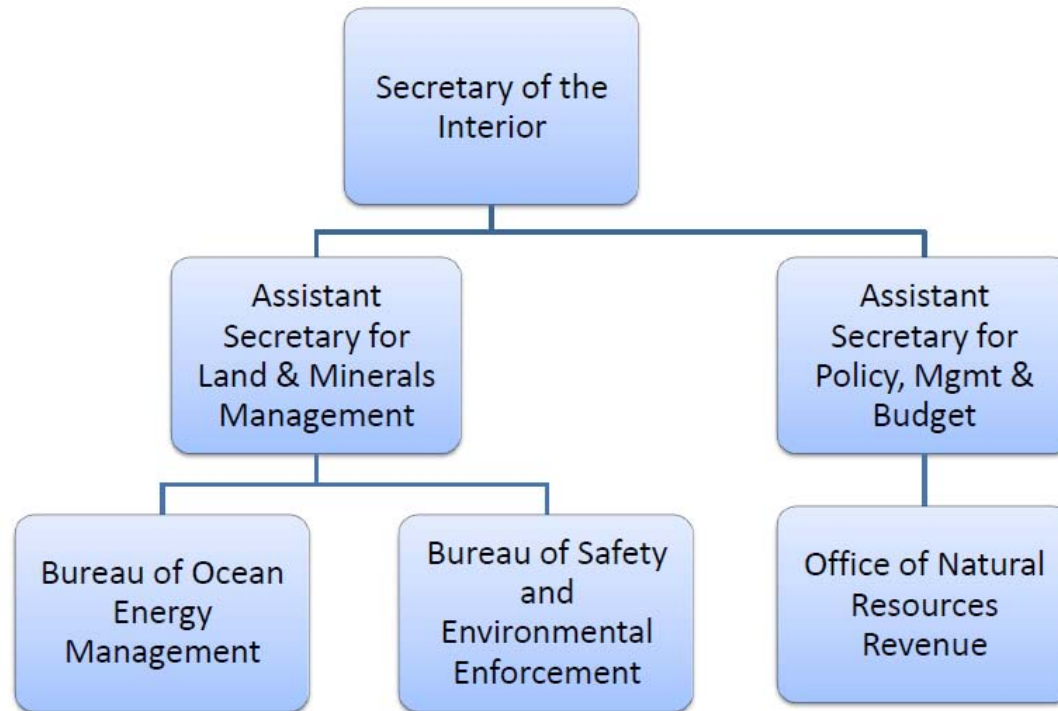 Secretary of the
Interior
Assistant
Secretary for
Land & Minerals
Management
Assistant
Secretary for
Policy, Mgmt &
Budget
Bureau of Ocean
Energy
Management
Bureau of Safety
and
Environmental
Enforcement
Office of Natural
Resources
Revenue